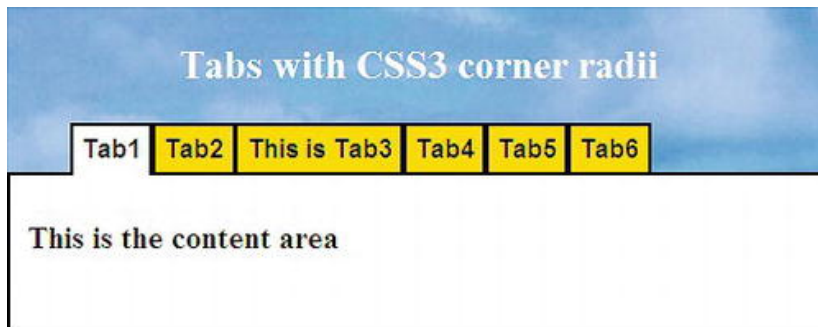 Tabs with CSS3 corner radii
Tab1 Tab2 This is Tab3 Tab4 Tab5 Tab6
This is the content area